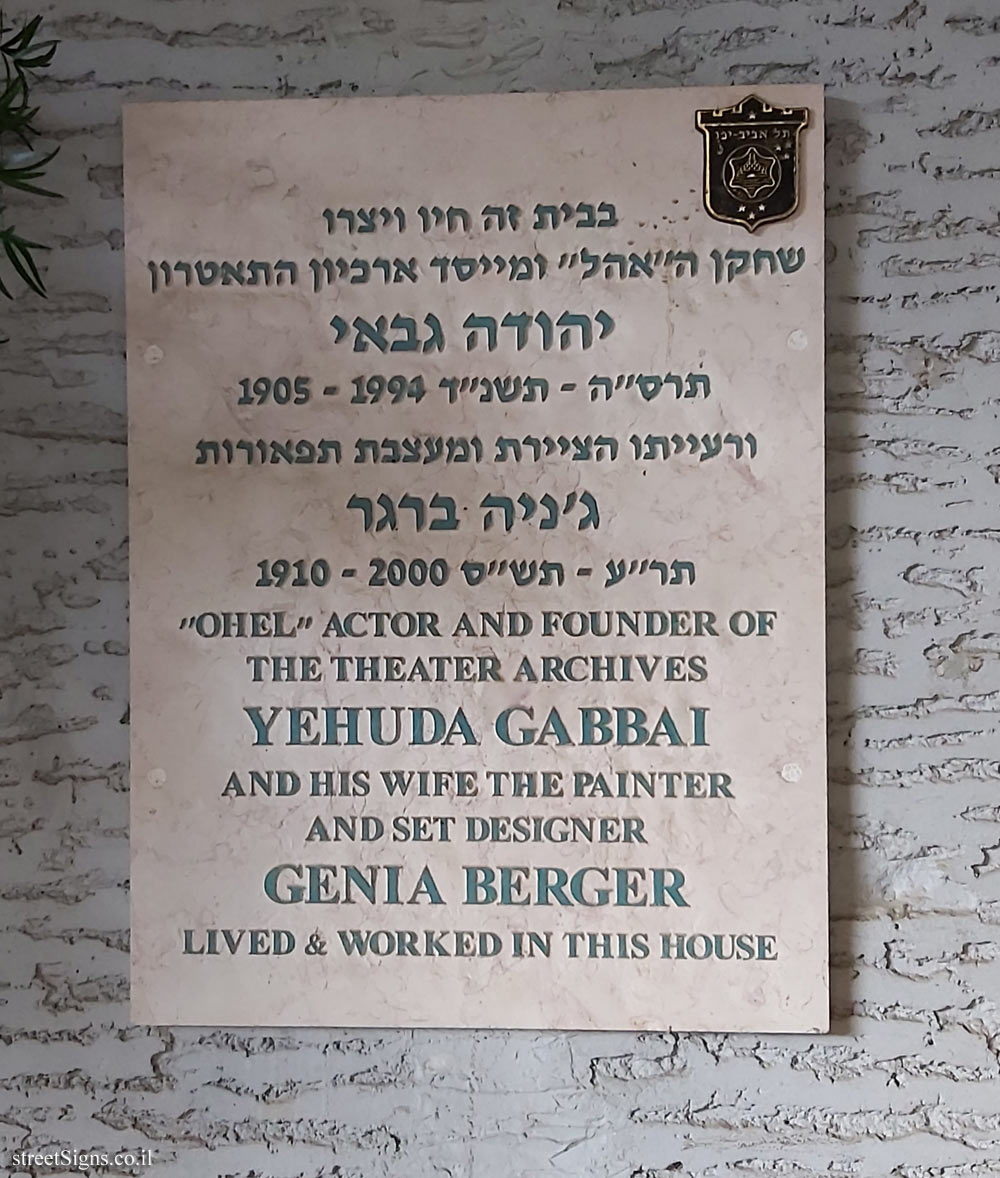 תל אביב-יפו
בבית זה חיו ויצרו
שחקן ה״אהל״ ומייסד ארכיון התאטרון
יהודה גבאי
תרס״ה - תשנ״ד 1994 - 1905
ורעייתו הציירת ומעצבת תפאורות
ג׳ניה ברגר
תר״ע - תש״ס 2000 - 1910
"OHEL" ACTOR AND FOUNDER OF
THE THEATER ARCHIVES
YEHUDA GABBAI
AND HIS WIFE THE PAINTER
AND SET DESIGNER
GENIA BERGER
LIVED & WORKED IN THIS HOUSE
streetSigns.co.il